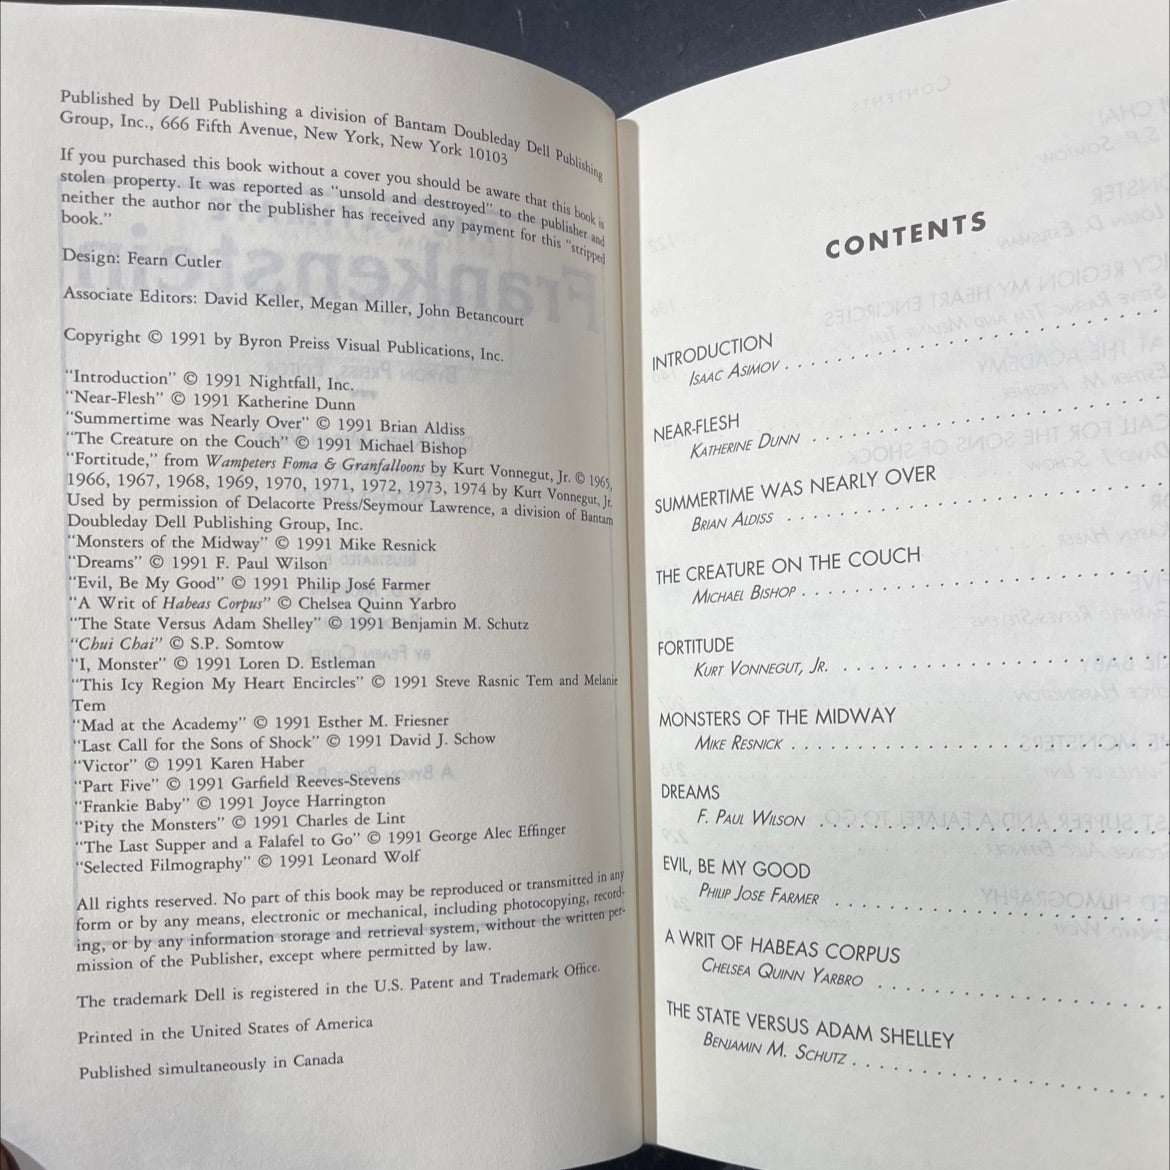 Published by Dell Publishing a division of Bantam Doubleday Dell Publishing
Group, Inc., 666 Fifth Avenue, New York, New York 10103
If you purchased this book without a cover you should be aware that this book is
stolen property. It was reported as "unsold and destroyed" to the publisher and
neither the author nor the publisher has received any payment for this "stripped
book."
Design: Fearn Cutler
Associate Editors: David Keller, Megan Miller, John Betancourt
Copyright © 1991 by Byron Preiss Visual Publications, Inc.
"Introduction" © 1991 Nightfall, Inc.
"Near-Flesh" © 1991 Katherine Dunn
"Summertime was Nearly Over" © 1991 Brian Aldiss
"The Creature on the Couch" © 1991 Michael Bishop
"Fortitude," from Wampeters Foma & Granfalloons by Kurt Vonnegut, Jr. © 1965,
1966, 1967, 1968, 1969, 1970, 1971, 1972, 1973, 1974 by Kurt Vonnegut, Jr.
Used by permission of Delacorte Press/Seymour Lawrence, a division of Bantam
Doubleday Dell Publishing Group, Inc.
"Monsters of the Midway" © 1991 Mike Resnick
"Dreams" © 1991 F. Paul Wilson
"Evil, Be My Good" © 1991 Philip José Farmer
"A Writ of Habeas Corpus" © Chelsea Quinn Yarbro
"The State Versus Adam Shelley" © 1991 Benjamin M. Schutz
"Chui Chai" © S.P. Somtow
"I, Monster" © 1991 Loren D. Estleman
"This Icy Region My Heart Encircles" © 1991 Steve Rasnic Tem and Melanie
Tem
"Mad at the Academy" © 1991 Esther M. Friesner
"Last Call for the Sons of Shock" © 1991 David J. Schow
"Victor" © 1991 Karen Haber
"Part Five" © 1991 Garfield Reeves-Stevens
"Frankie Baby" © 1991 Joyce Harrington
"Pity the Monsters" © 1991 Charles de Lint
"The Last Supper and a Falafel to Go" © 1991 George Alec Effinger
"Selected Filmography" © 1991 Leonard Wolf
All rights reserved. No part of this book may be reproduced or transmitted in any
form or by any means, electronic or mechanical, including photocopying, record-
ing, or by any information storage and retrieval system, without the written per-
mission of the Publisher, except where permitted by law.
The trademark Dell is registered in the U.S. Patent and Trademark Office.
Printed in the United States of America
Published simultaneously in Canada
CONTENTS
INTRODUCTION
ISAAC ASIMOV
NEAR-FLESH
KATHERINE DUNN
SUMMERTIME WAS NEARLY OVER
BRIAN ALDISS
THE CREATURE ON THE COUCH
MICHAEL BISHOP
FORTITUDE
KURT VONNEGUT, JR.
MONSTERS OF THE MIDWAY
MIKE RESNICK
DREAMS
F. PAUL WILSON
EVIL, BE MY GOOD
PHILIP JOSE FARMER
A WRIT OF HABEAS CORPUS
CHELSEA QUINN YARBRO
THE STATE VERSUS ADAM SHELLEY
BENJAMIN M. SCHUTZ